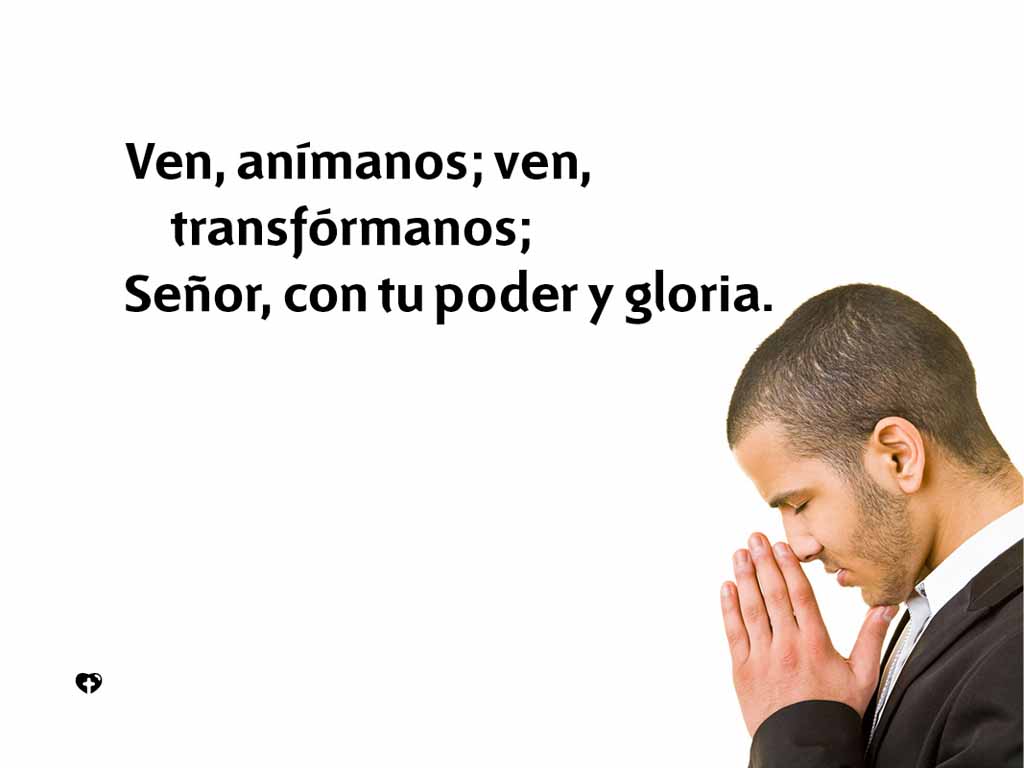 Ven, anímanos; ven,
transfórmanos;
Señor, con tu poder y gloria.